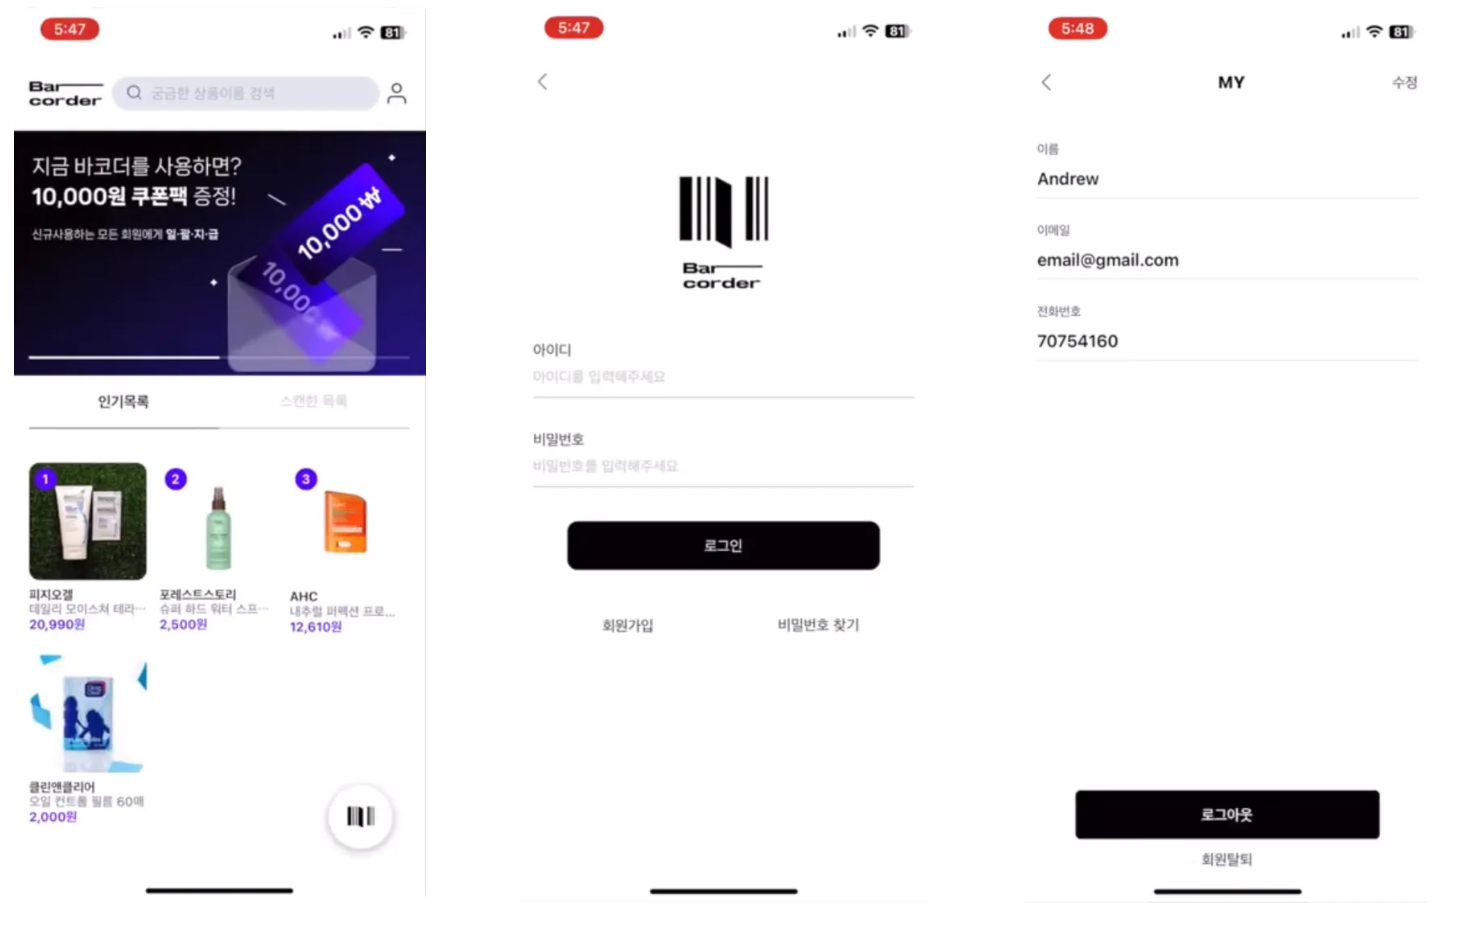 5:47
81
Bar
corder
궁금한 상품이름 검색
지금 바코더를 사용하면?
10,000원 쿠폰팩 증정!
신규사용하는 모든 회원에게 일·괄·지·급
10,000₩
10,000₩
인기목록
스캔한 목록
1
2
3
피지오겔
데일리 모이스쳐 테라...
20,990원
포레스트스토리
슈퍼 하드 워터 스프...
2,500원
AHC
내추럴 퍼펙션 프로...
12,610원
클린앤클리어
오일 컨트롤 필름 60매
2,000원
5:47
81
Bar
corder
아이디
아이디를 입력해주세요
비밀번호
비밀번호를 입력해주세요
로그인
회원가입
비밀번호 찾기
5:48
81
MY
수정
이름
Andrew
이메일
email@gmail.com
전화번호
70754160
로그아웃
회원탈퇴